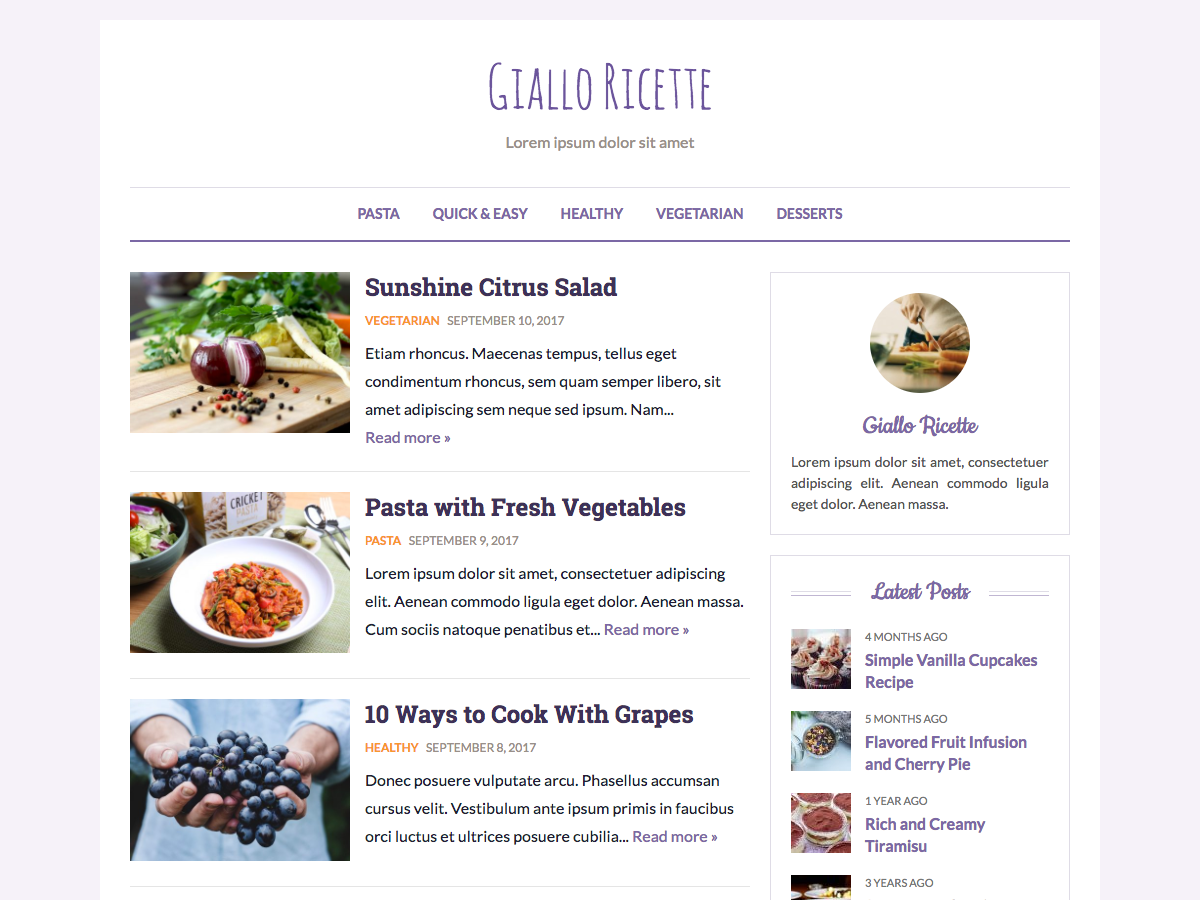 Giallo Ricette
Lorem ipsum dolor sit amet
PASTA QUICK & EASY HEALTHY VEGETARIAN DESSERTS
Sunshine Citrus Salad
VEGETARIAN SEPTEMBER 10, 2017
Etiam rhoncus. Maecenas tempus, tellus eget
condimentum rhoncus, sem quam semper libero, sit
amet adipiscing sem neque sed ipsum. Nam...
Read more »
CRICKET
PASTA
Pasta with Fresh Vegetables
PASTA SEPTEMBER 9, 2017
Lorem ipsum dolor sit amet, consectetuer adipiscing
elit. Aenean commodo ligula eget dolor. Aenean massa.
Cum sociis natoque penatibus et... Read more »
10 Ways to Cook With Grapes
HEALTHY SEPTEMBER 8, 2017
Donec posuere vulputate arcu. Phasellus accumsan
cursus velit. Vestibulum ante ipsum primis in faucibus
orci luctus et ultrices posuere cubilia... Read more »
Giallo Ricette
Lorem ipsum dolor sit amet, consectetuer
adipiscing elit. Aenean commodo ligula
eget dolor. Aenean massa.
Latest Posts
4 MONTHS AGO
Simple Vanilla Cupcakes
Recipe
5 MONTHS AGO
Flavored Fruit Infusion
and Cherry Pie
1 YEAR AGO
Rich and Creamy
Tiramisu
3 YEARS AGO